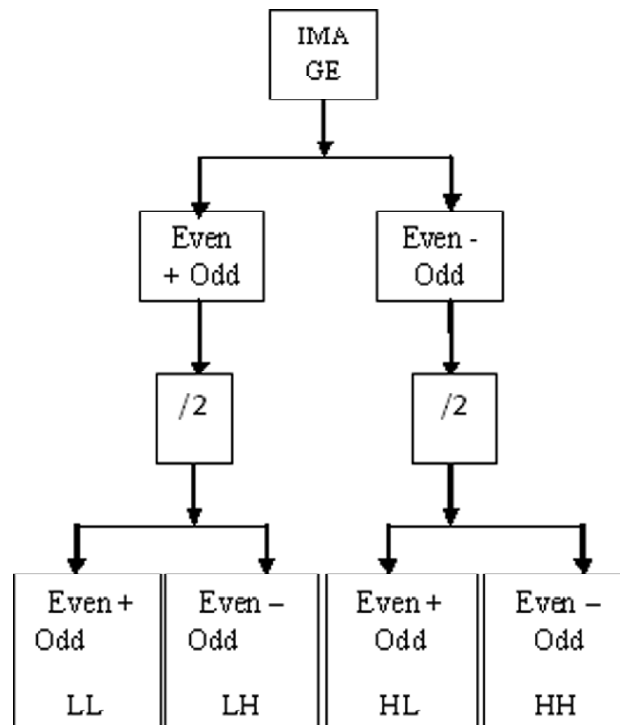 IMA
GE
Even
+ Odd
Even -
Odd
/2
/2
Even +
Odd
LL
Even –
Odd
LH
Even +
Odd
HL
Even –
Odd
HH